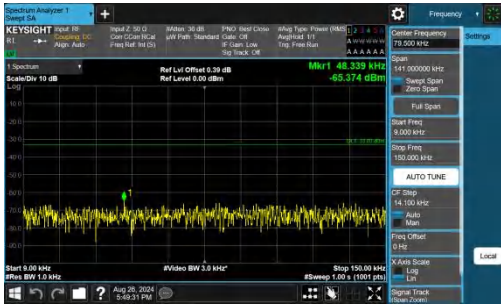 Spectrum Analyzer 1
Swept SA
+
Frequency
KEYSIGHT Input: RF
Coupling: DC
Align: Auto
RL
Input Z: 50 Ω
Corr CCorr NCal
Freq Ref: Int (S)
#Atten: 30 dB
µW Path: Standard
PNO: Best Close
Gate: Off
IF Gain: Low
Sig Track: Off
#Avg Type: Power (RMS)
Avg|Hold: 1/1
Trig: Free Run
1 2 3 4 5 6
A W W W W W
A A A A A A
1 Spectrum
Scale/Div 10 dB
Log
Ref Lvl Offset 0.39 dB
Ref Level 0.00 dBm
Mkr1 48.339 kHz
-65.374 dBm
1
Start 9.00 kHz
#Res BW 1.0 kHz
#Video BW 3.0 kHz*
Stop 150.00 kHz
#Sweep 1.00 s (1001 pts)
Aug 26, 2024
5:49:31 PM
Center Frequency
79.500 kHz
Settings
Span
141.000000 kHz
Swept Span
Zero Span
Full Span
Start Freq
9.000 kHz
Stop Freq
150.000 kHz
AUTO TUNE
CF Step
14.100 kHz
Auto
Man
Freq Offset
0 Hz
X Axis Scale
Log
Lin
Signal Track
(Span Zoom)
Local